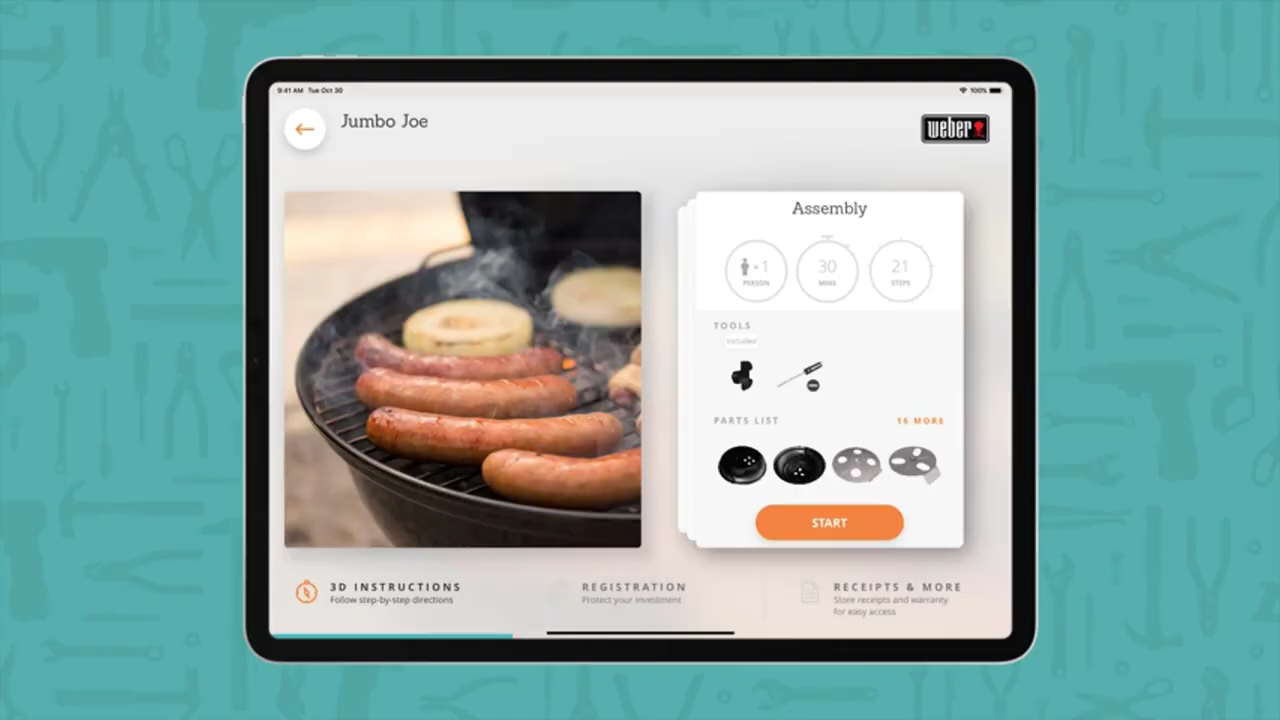 9:41 AM Tue Oct 30
100%
Jumbo Joe
weber
Assembly
1
PERSON
30
MINS
21
STEPS
TOOLS
Included
PARTS LIST
16 MORE
START
3D INSTRUCTIONS
Follow step-by-step directions
REGISTRATION
Protect your investment
RECEIPTS & MORE
Store receipts and warranty
for easy access